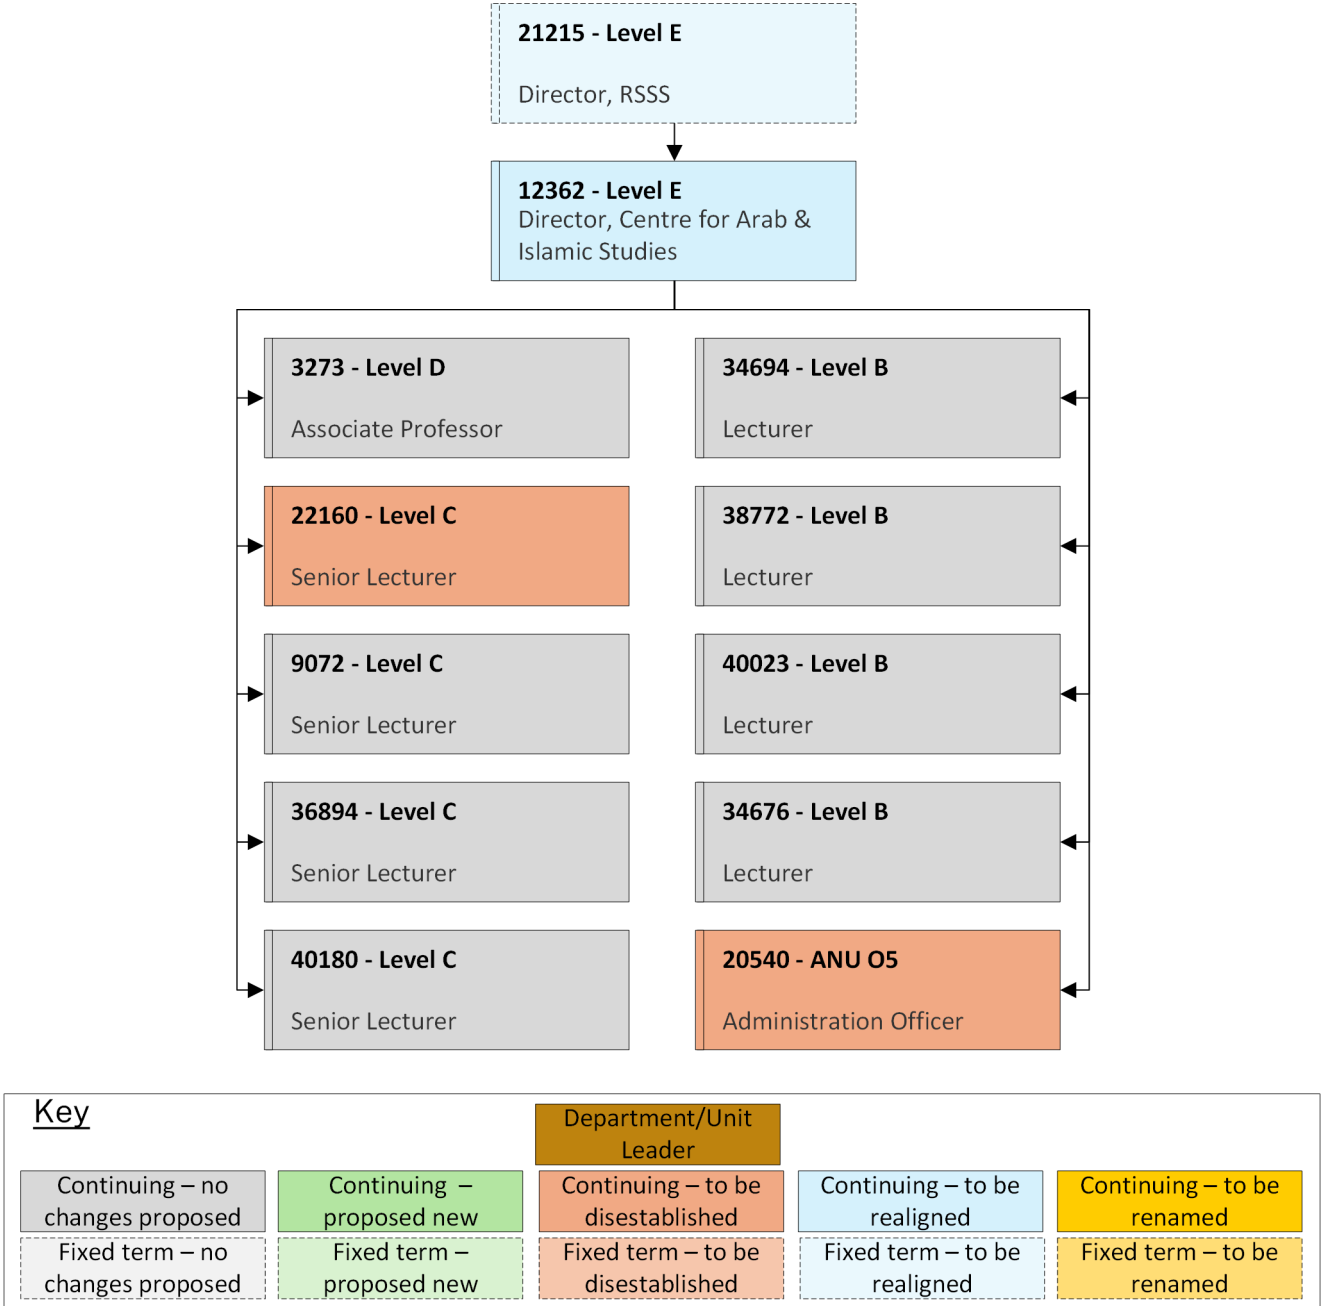 21215 - Level E
Director, RSSS
12362 - Level E
Director, Centre for Arab &
Islamic Studies
3273 - Level D
Associate Professor
34694 - Level B
Lecturer
22160 - Level C
Senior Lecturer
38772 - Level B
Lecturer
9072 - Level C
Senior Lecturer
40023 - Level B
Lecturer
36894 - Level C
Senior Lecturer
34676 - Level B
Lecturer
40180 - Level C
Senior Lecturer
20540 - ANU O5
Administration Officer
Key
Department/Unit
Leader
Continuing – no
changes proposed
Continuing –
proposed new
Continuing – to be
disestablished
Continuing – to be
realigned
Continuing – to be
renamed
Fixed term – no
changes proposed
Fixed term –
proposed new
Fixed term – to be
disestablished
Fixed term – to be
realigned
Fixed term – to be
renamed